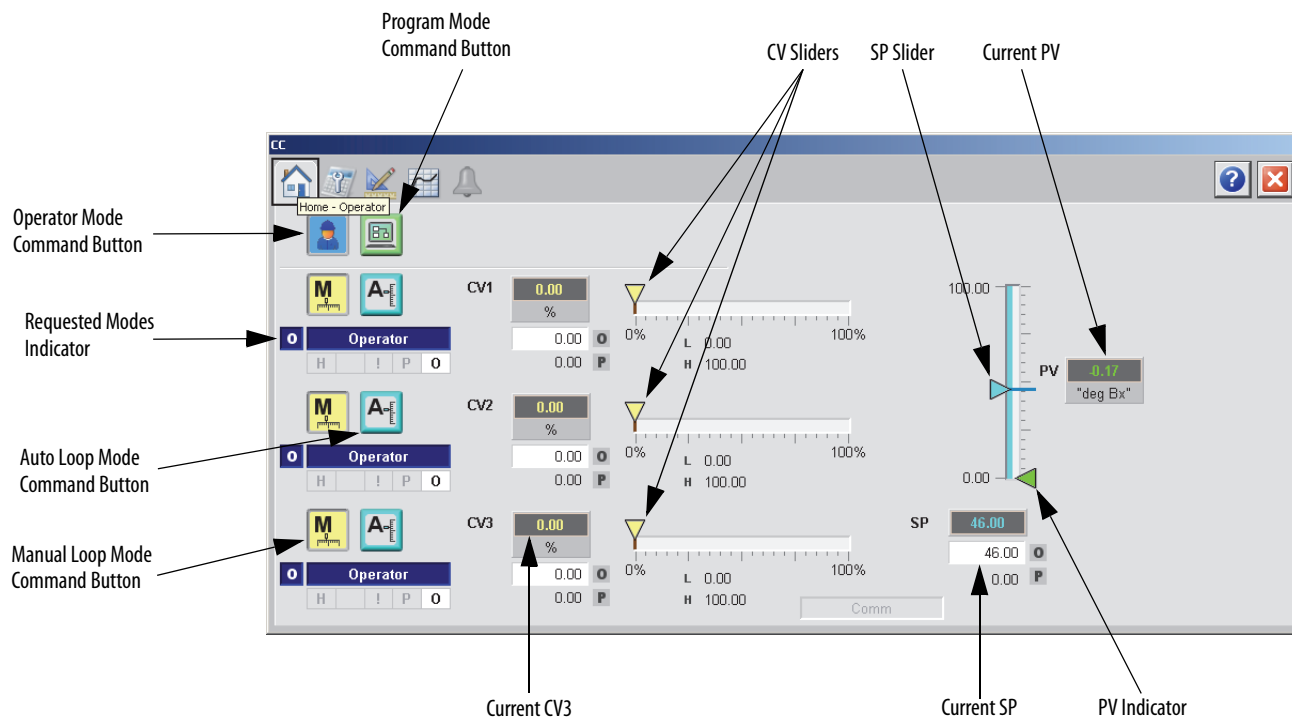 Program Mode
Command Button
CV Sliders
SP Slider
Current PV
CC
Home - Operator
Operator Mode
Command Button
M
A
CV1
0.00
%
0.00 O
0.00 P
0%
100%
L 0.00
H 100.00
Requested Modes
Indicator
O Operator
H ! P O
100.00
0.00
PV
-0.17
"deg Bx"
M
A
CV2
0.00
%
0.00 O
0.00 P
0%
100%
L 0.00
H 100.00
O Operator
H ! P O
Auto Loop Mode
Command Button
M
A
CV3
0.00
%
0.00 O
0.00 P
0%
100%
L 0.00
H 100.00
O Operator
H ! P O
Manual Loop Mode
Command Button
SP
46.00
46.00 O
0.00 P
Comm
Current CV3
Current SP
PV Indicator